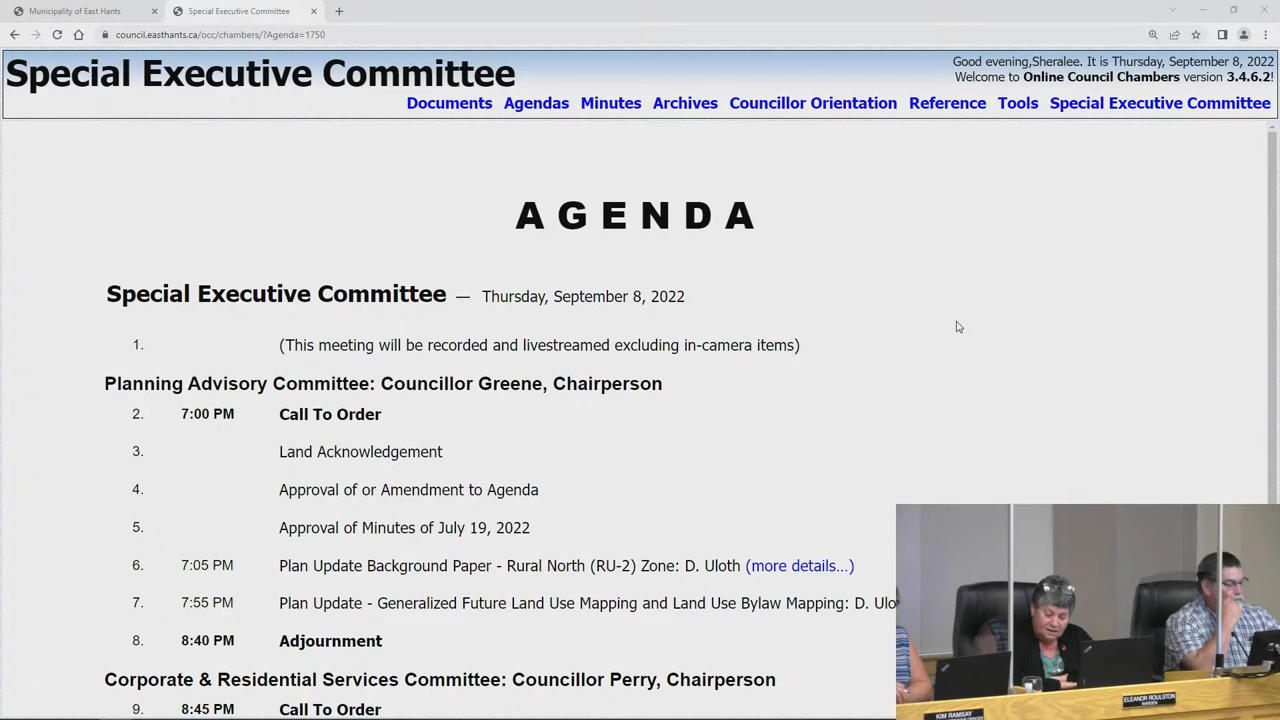 Municipality of East Hants
Special Executive Committee
council.easthants.ca/occ/chambers/?Agenda=1750
Special Executive Committee
Good evening,Sheralee. It is Thursday, September 8, 2022
Welcome to Online Council Chambers version 3.4.6.2!
Documents Agendas Minutes Archives Councillor Orientation Reference Tools Special Executive Committee
AGENDA
Special Executive Committee — Thursday, September 8, 2022
1. (This meeting will be recorded and livestreamed excluding in-camera items)
Planning Advisory Committee: Councillor Greene, Chairperson
2. 7:00 PM Call To Order
3. Land Acknowledgement
4. Approval of or Amendment to Agenda
5. Approval of Minutes of July 19, 2022
6. 7:05 PM Plan Update Background Paper - Rural North (RU-2) Zone: D. Uloth (more details...)
7. 7:55 PM Plan Update - Generalized Future Land Use Mapping and Land Use Bylaw Mapping: D. Ulo
8. 8:40 PM Adjournment
Corporate & Residential Services Committee: Councillor Perry, Chairperson
9. 8:45 PM Call To Order
KIM RAMSAY
ELEANOR ROULSTON
WARDEN